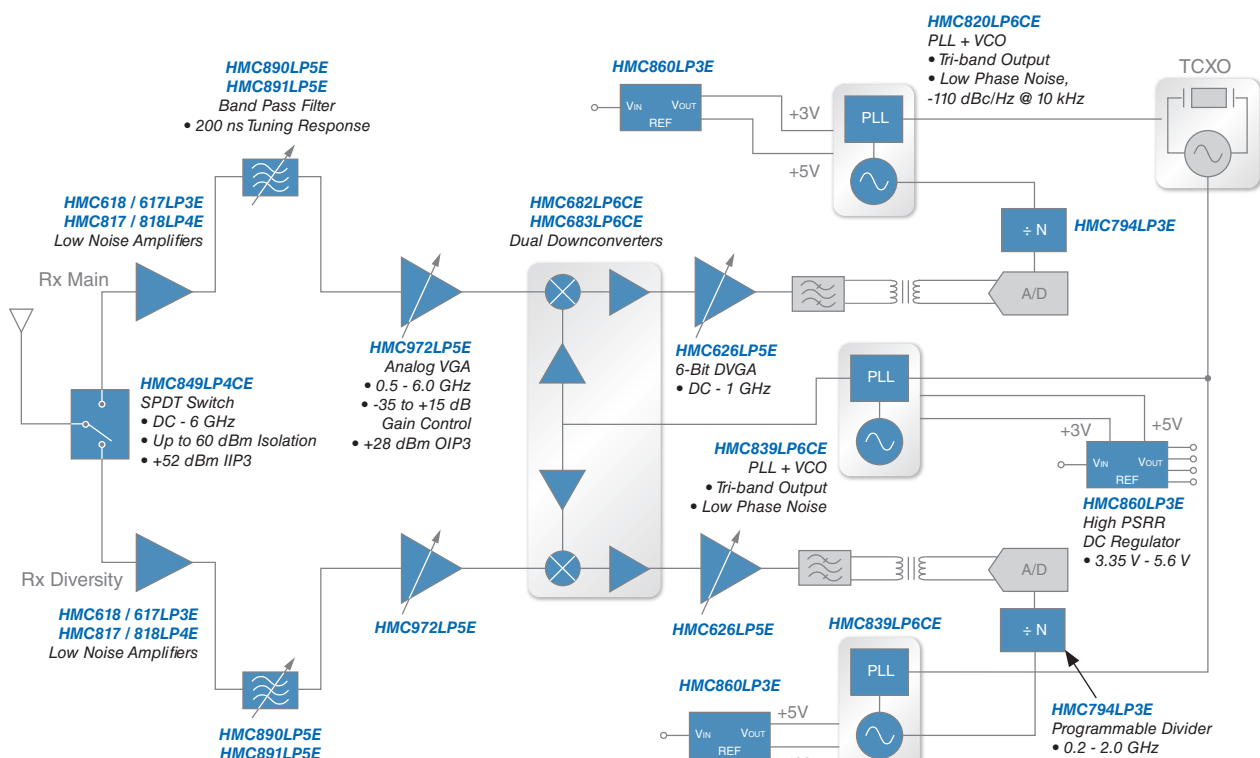 HMC820LP6CE
PLL + VCO
• Tri-band Output
• Low Phase Noise,
-110 dBc/Hz @ 10 kHz
TCXO
HMC860LP3E
VIN
VOUT
REF
+3V
+5V
PLL
HMC890LP5E
HMC891LP5E
Band Pass Filter
• 200 ns Tuning Response
HMC618 / 617LP3E
HMC817 / 818LP4E
Low Noise Amplifiers
Rx Main
HMC682LP6CE
HMC683LP6CE
Dual Downconverters
÷ N
HMC794LP3E
A/D
HMC972LP5E
Analog VGA
• 0.5 - 6.0 GHz
• -35 to +15 dB
Gain Control
• +28 dBm OIP3
HMC626LP5E
6-Bit DVGA
• DC - 1 GHz
PLL
HMC849LP4CE
SPDT Switch
• DC - 6 GHz
• Up to 60 dBm Isolation
• +52 dBm IIP3
HMC839LP6CE
PLL + VCO
• Tri-band Output
• Low Phase Noise
+3V
+5V
VIN
VOUT
REF
HMC860LP3E
High PSRR
DC Regulator
• 3.35 V - 5.6 V
Rx Diversity
HMC618 / 617LP3E
HMC817 / 818LP4E
Low Noise Amplifiers
HMC972LP5E
HMC626LP5E
A/D
÷ N
HMC839LP6CE
PLL
HMC860LP3E
VIN
VOUT
REF
+5V
HMC794LP3E
Programmable Divider
• 0.2 - 2.0 GHz
HMC890LP5E
HMC891LP5E